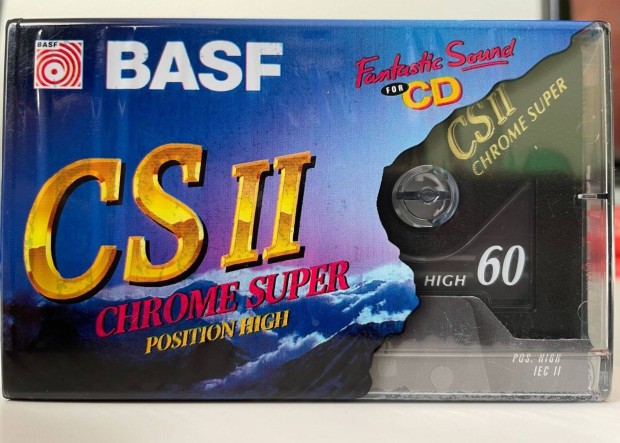 BASF
BASF
Fantastic Sound
FOR CD
CS II
CHROME SUPER
POSITION HIGH
CS II
CHROME SUPER
HIGH 60
POS. HIGH
IEC II